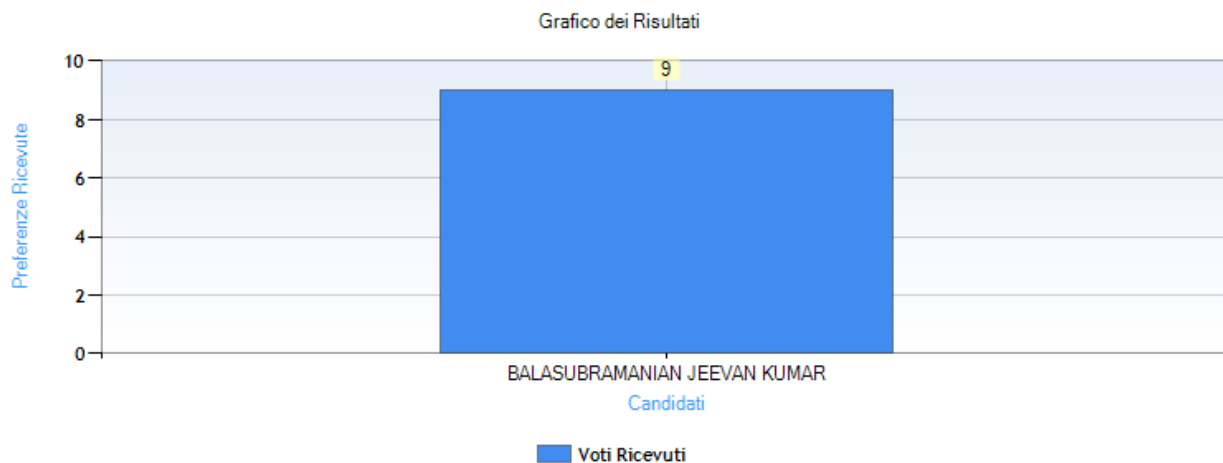 Grafico dei Risultati
10
9
8
6
4
2
0
Preferenze Ricevute
BALASUBRAMANIAN JEEVAN KUMAR
Candidati
Voti Ricevuti